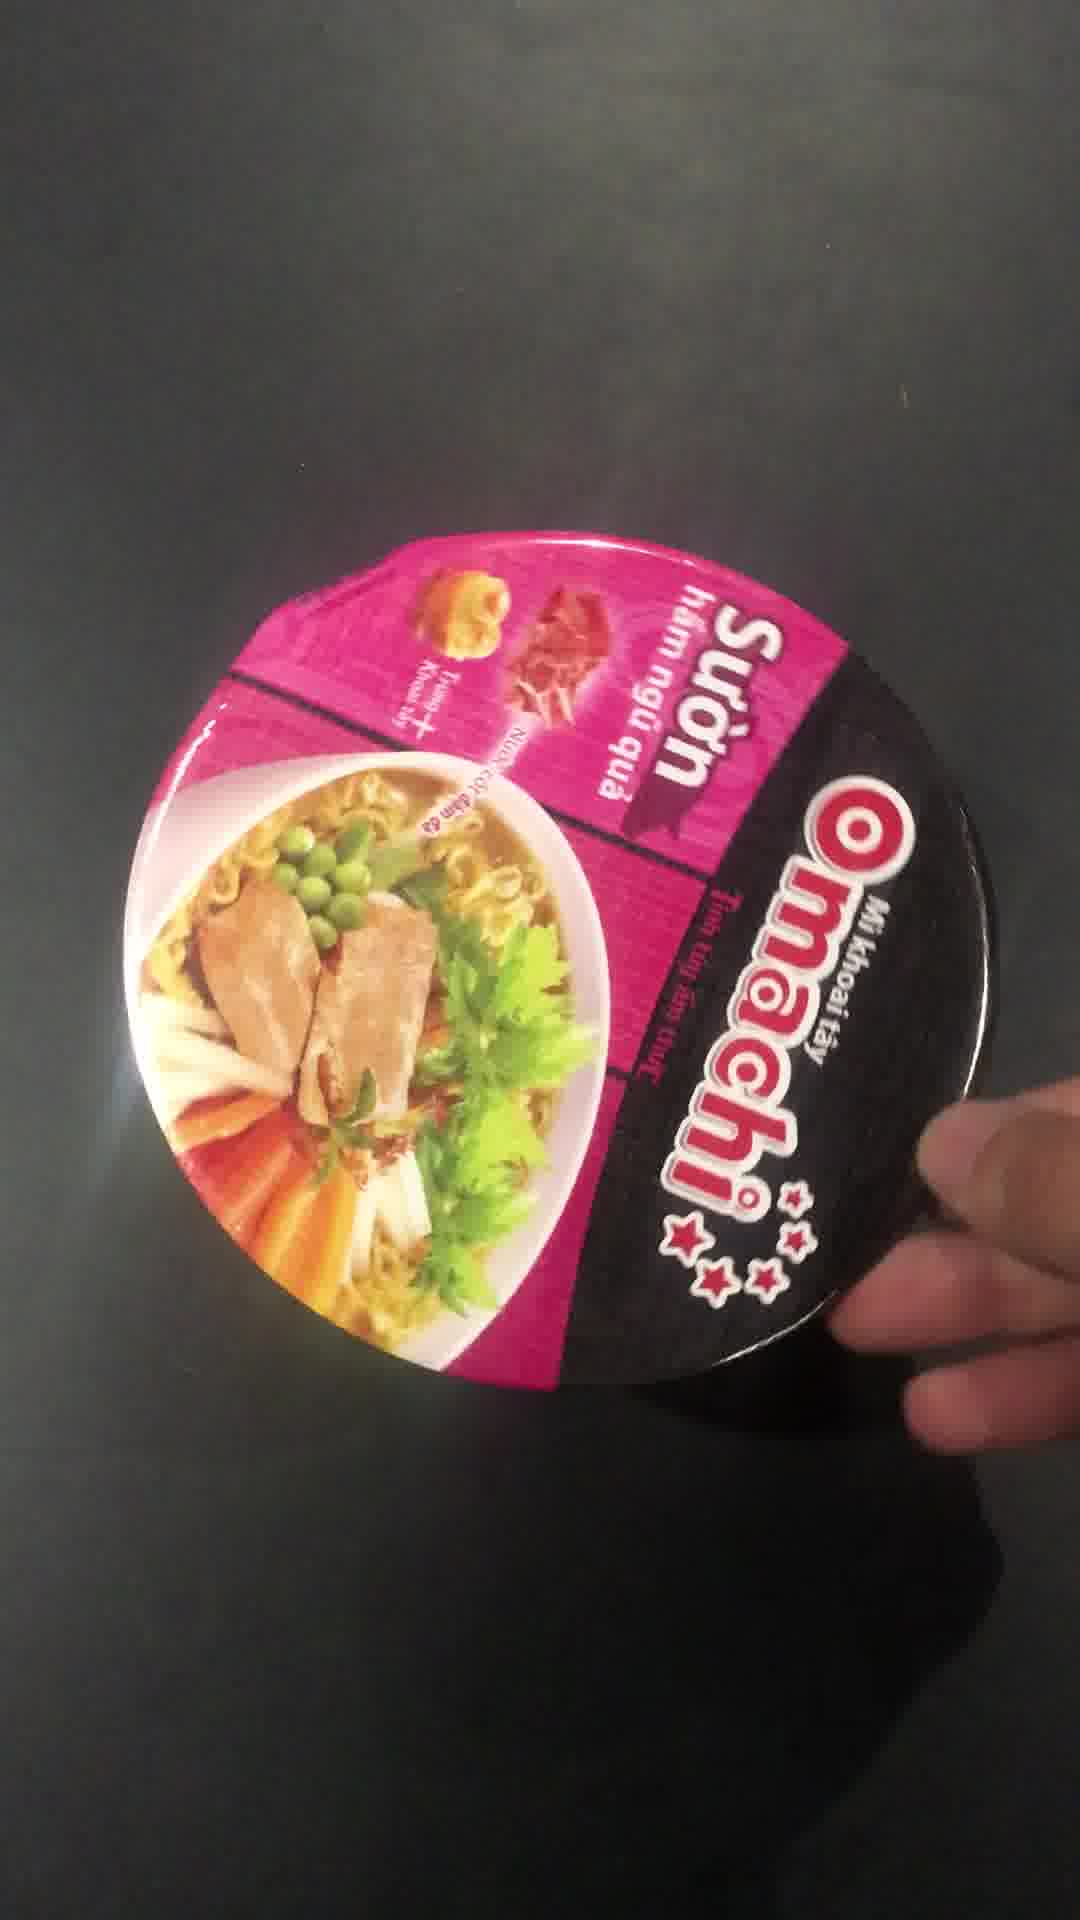 Mì khoai tây
Omachi
Tinh túy ẩm thực
Sườn
hầm ngũ quả
Nước cốt đậm đà
Trứng +
Khoai tây